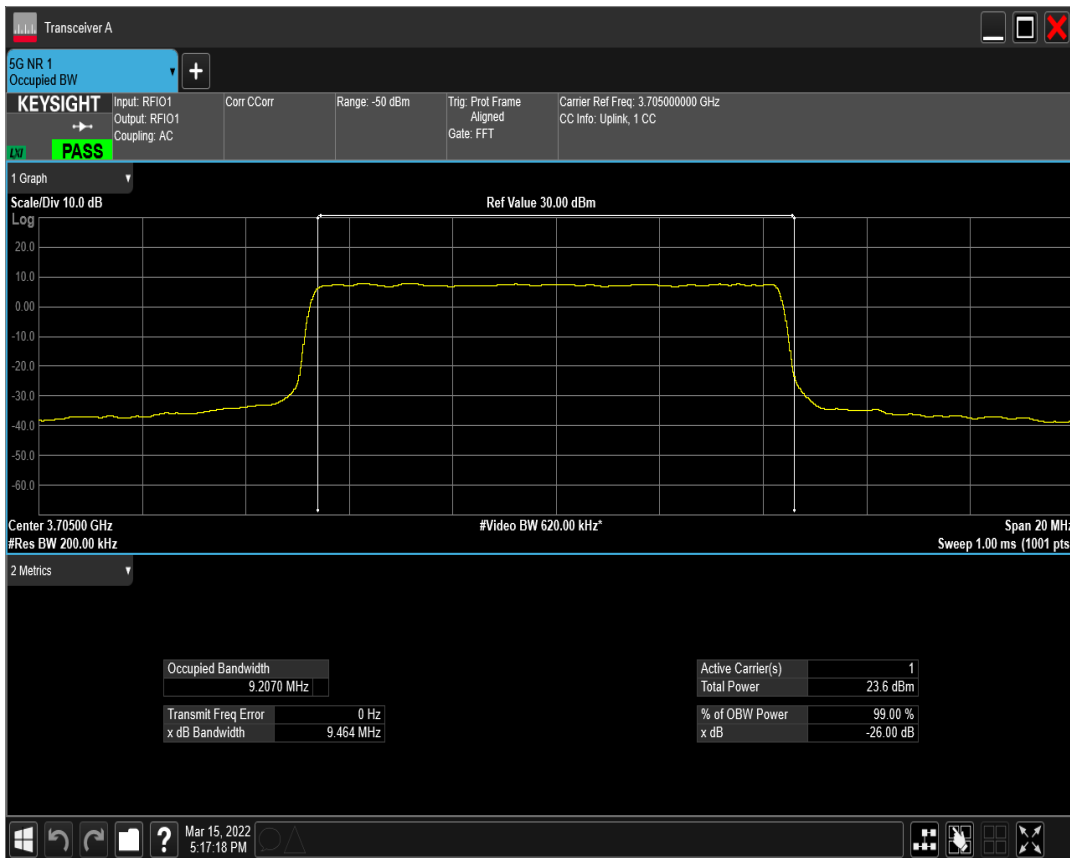 Transceiver A
5G NR 1
Occupied BW
+
KEYSIGHT
LXI
PASS
Input: RFIO1
Output: RFIO1
Coupling: AC
Corr CCorr
Range: -50 dBm
Trig: Prot Frame
Aligned
Gate: FFT
Carrier Ref Freq: 3.705000000 GHz
CC Info: Uplink, 1 CC
1 Graph
Scale/Div 10.0 dB
Ref Value 30.00 dBm
Log
20.0
10.0
0.00
-10.0
-20.0
-30.0
-40.0
-50.0
-60.0
Center 3.70500 GHz
#Video BW 620.00 kHz*
Span 20 MHz
#Res BW 200.00 kHz
Sweep 1.00 ms (1001 pts
2 Metrics
Occupied Bandwidth
9.2070 MHz
Transmit Freq Error 0 Hz
x dB Bandwidth 9.464 MHz
Active Carrier(s) 1
Total Power 23.6 dBm
% of OBW Power 99.00 %
x dB -26.00 dB
?
Mar 15, 2022
5:17:18 PM